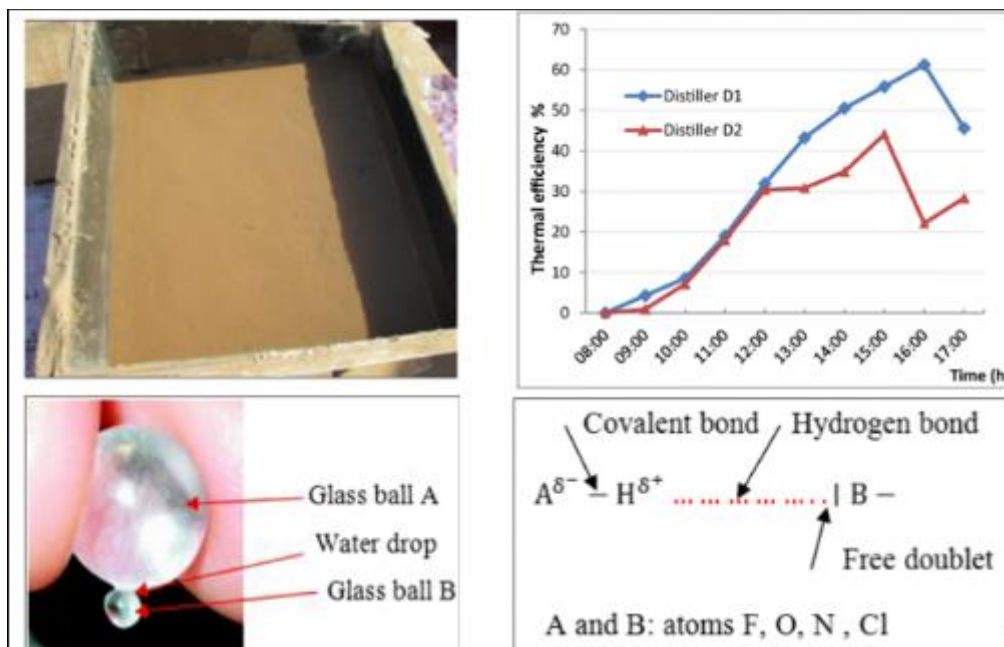 70
60
50
40
30
20
10
0
Thermal efficiency %
Distiller D1
Distiller D2
08:00 09:00 10:00 11:00 12:00 13:00 14:00 15:00 16:00 17:00
Time (h
Glass ball A
Water drop
Glass ball B
Covalent bond Hydrogen bond
A^δ− – H^δ+ ........ | B –
Free doublet
A and B: atoms F, O, N , Cl